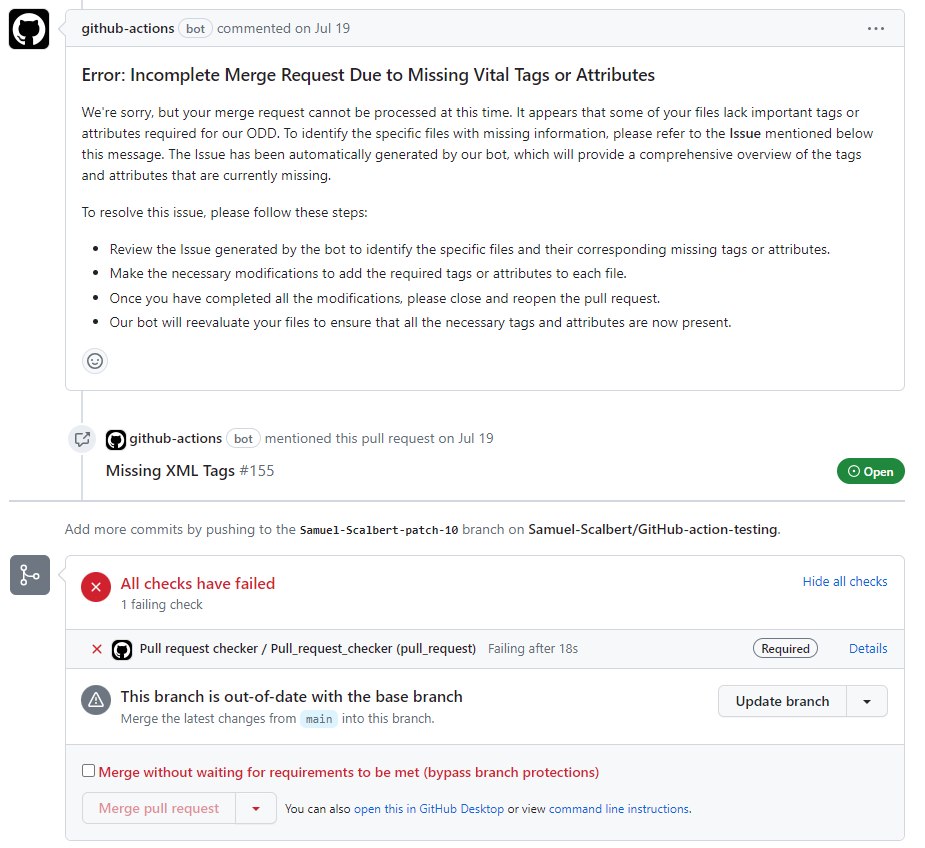 github-actions bot commented on Jul 19
Error: Incomplete Merge Request Due to Missing Vital Tags or Attributes
We're sorry, but your merge request cannot be processed at this time. It appears that some of your files lack important tags or
attributes required for our ODD. To identify the specific files with missing information, please refer to the Issue mentioned below
this message. The Issue has been automatically generated by our bot, which will provide a comprehensive overview of the tags
and attributes that are currently missing.
To resolve this issue, please follow these steps:
• Review the Issue generated by the bot to identify the specific files and their corresponding missing tags or attributes.
• Make the necessary modifications to add the required tags or attributes to each file.
• Once you have completed all the modifications, please close and reopen the pull request.
• Our bot will reevaluate your files to ensure that all the necessary tags and attributes are now present.
github-actions bot mentioned this pull request on Jul 19
Missing XML Tags #155 Open
Add more commits by pushing to the Samuel-Scalbert-patch-10 branch on Samuel-Scalbert/GitHub-action-testing.
All checks have failed Hide all checks
1 failing check
Pull request checker / Pull_request_checker (pull_request) Failing after 18s Required Details
This branch is out-of-date with the base branch Update branch
Merge the latest changes from main into this branch.
Merge without waiting for requirements to be met (bypass branch protections)
Merge pull request You can also open this in GitHub Desktop or view command line instructions.